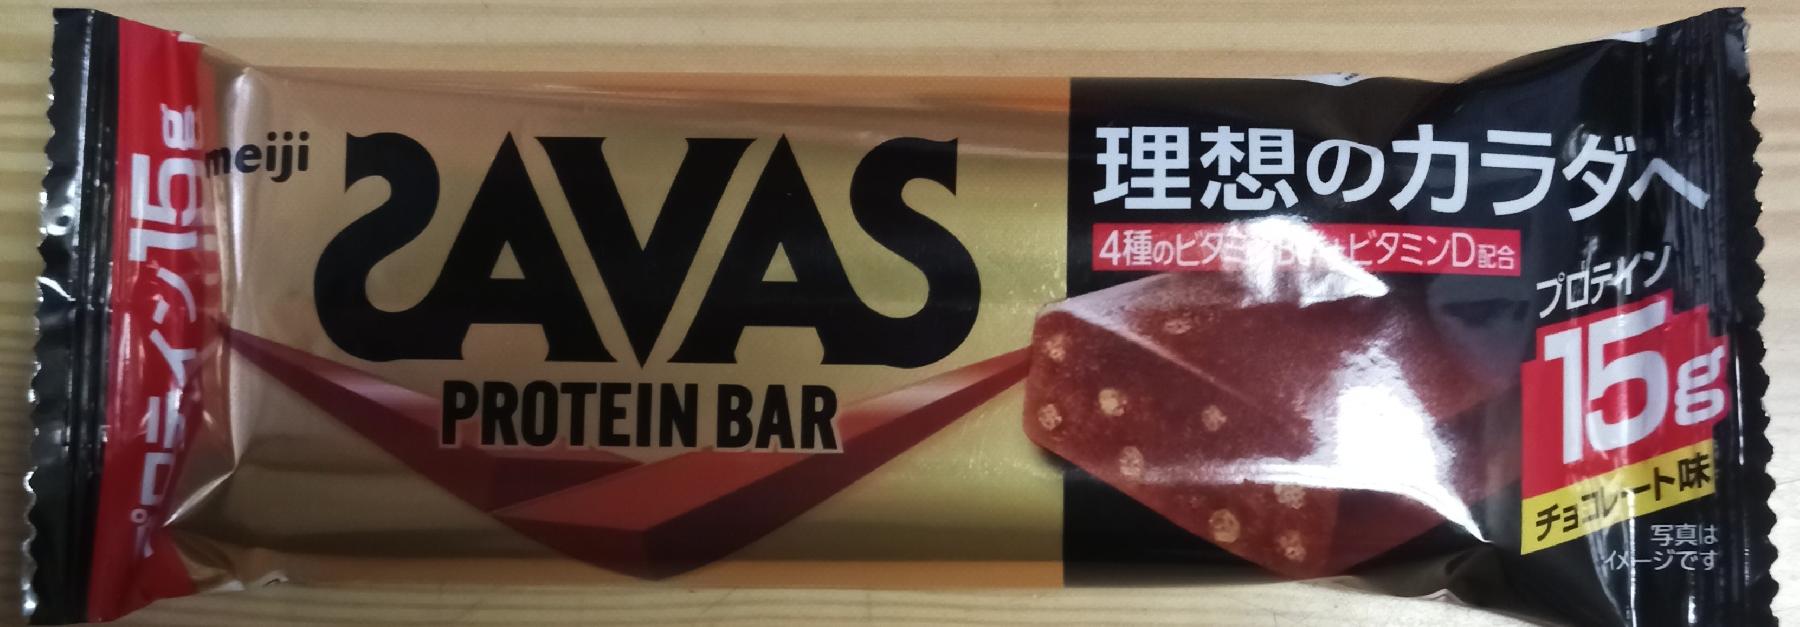 プロテイン15g
meiji
SAVAS
PROTEIN BAR
理想のカラダへ
4種のビタミンB群+ビタミンD配合
プロテイン
15g
チョコレート味
写真は
イメージです